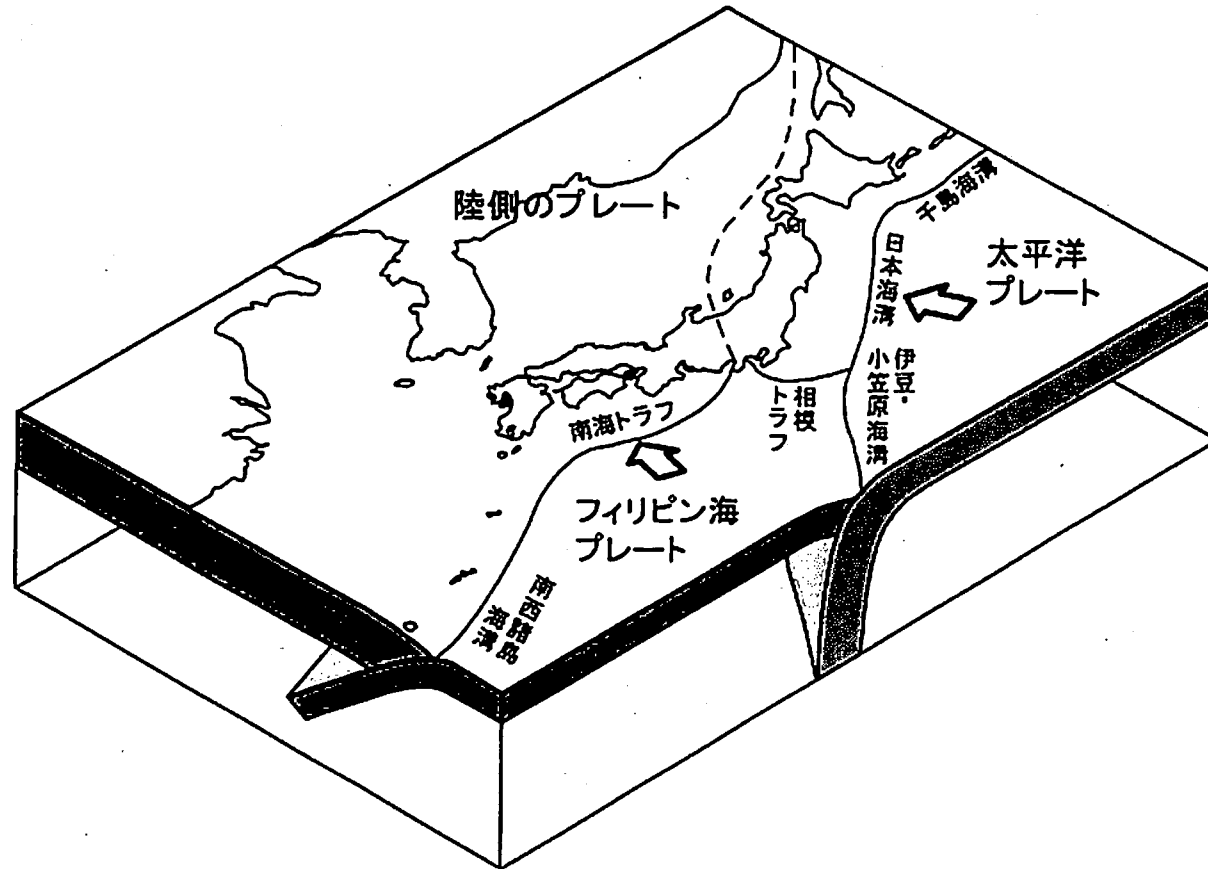 陸側のプレート
千島海溝
日本海溝
太平洋
プレート
伊豆・
小笠原海溝
相模
トラフ
南海トラフ
フィリピン海
プレート
南西諸島
海溝